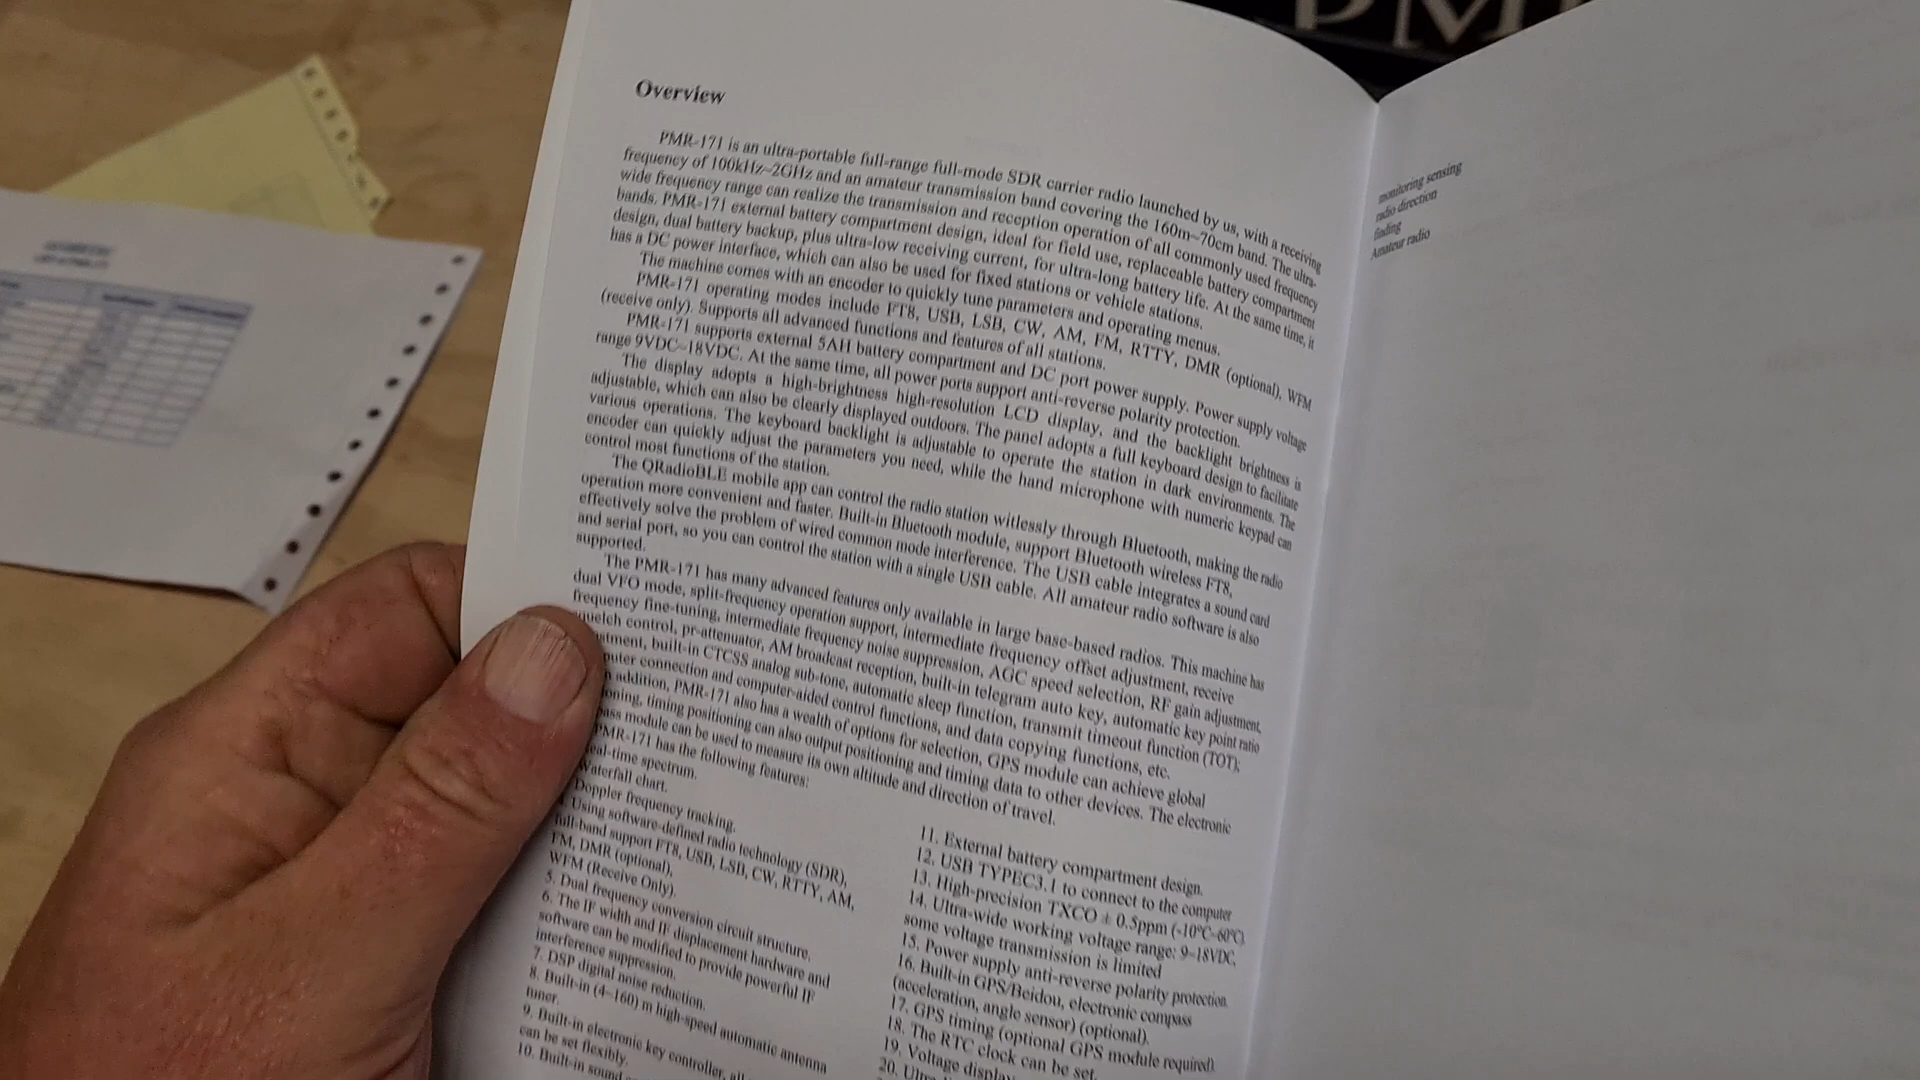 PM
Overview
PMR-171 is an ultra-portable full-range full-mode SDR carrier radio launched by us, with a receiving
frequency of 100kHz~2GHz and an amateur transmission band covering the 160m~70cm band. The ultra-
wide frequency range can realize the transmission and reception operation of all commonly used frequency
bands. PMR-171 external battery compartment design, ideal for field use, replaceable battery compartment
design, dual battery backup, plus ultra-low receiving current, for ultra-long battery life. At the same time, it
has a DC power interface, which can also be used for fixed stations or vehicle stations.
The machine comes with an encoder to quickly tune parameters and operating menus.
PMR-171 operating modes include FT8, USB, LSB, CW, AM, FM, RTTY, DMR (optional), WFM
(receive only). Supports all advanced functions and features of all stations.
PMR-171 supports external 5AH battery compartment and DC port power supply. Power supply voltage
range 9VDC~18VDC. At the same time, all power ports support anti-reverse polarity protection.
The display adopts a high-brightness high-resolution LCD display, and the backlight brightness is
adjustable, which can also be clearly displayed outdoors. The panel adopts a full keyboard design to facilitate
various operations. The keyboard backlight is adjustable to operate the station in dark environments. The
encoder can quickly adjust the parameters you need, while the hand microphone with numeric keypad can
control most functions of the station.
The QRadioBLE mobile app can control the radio station witlessly through Bluetooth, making the radio
operation more convenient and faster. Built-in Bluetooth module, support Bluetooth wireless FT8,
effectively solve the problem of wired common mode interference. The USB cable integrates a sound card
and serial port, so you can control the station with a single USB cable. All amateur radio software is also
supported.
The PMR-171 has many advanced features only available in large base-based radios. This machine has
dual VFO mode, split-frequency operation support, intermediate frequency offset adjustment, receive
frequency fine-tuning, intermediate frequency noise suppression, AGC speed selection, RF gain adjustment,
quelch control, pr-attenuator, AM broadcast reception, built-in telegram auto key, automatic key point ratio
stment, built-in CTCSS analog sub-tone, automatic sleep function, transmit timeout function (TOT);
puter connection and computer-aided control functions, and data copying functions, etc.
n addition, PMR-171 also has a wealth of options for selection, GPS module can achieve global
oning, timing positioning can also output positioning and timing data to other devices. The electronic
pass module can be used to measure its own altitude and direction of travel.
PMR-171 has the following features:
eal-time spectrum.
Waterfall chart.
Doppler frequency tracking.
Using software-defined radio technology (SDR),
full-band support FT8, USB, LSB, CW, RTTY, AM,
FM, DMR (optional),
WFM (Receive Only).
5. Dual frequency conversion circuit structure.
6. The IF width and IF displacement hardware and
software can be modified to provide powerful IF
interference suppression.
7. DSP digital noise reduction.
8. Built-in (4~160) m high-speed automatic antenna
tuner.
9. Built-in electronic key controller, all
can be set flexibly.
10. Built-in sound
11. External battery compartment design.
12. USB TYPEC3.1 to connect to the computer
13. High-precision TXCO ± 0.5ppm (-10℃~60℃)
14. Ultra-wide working voltage range: 9~18VDC,
some voltage transmission is limited
15. Power supply anti-reverse polarity protection.
16. Built-in GPS/Beidou, electronic compass
(acceleration, angle sensor) (optional).
17. GPS timing (optional GPS module required).
18. The RTC clock can be set.
19. Voltage display
20. Ultra
monitoring sensing
radio direction
finding
Amateur radio